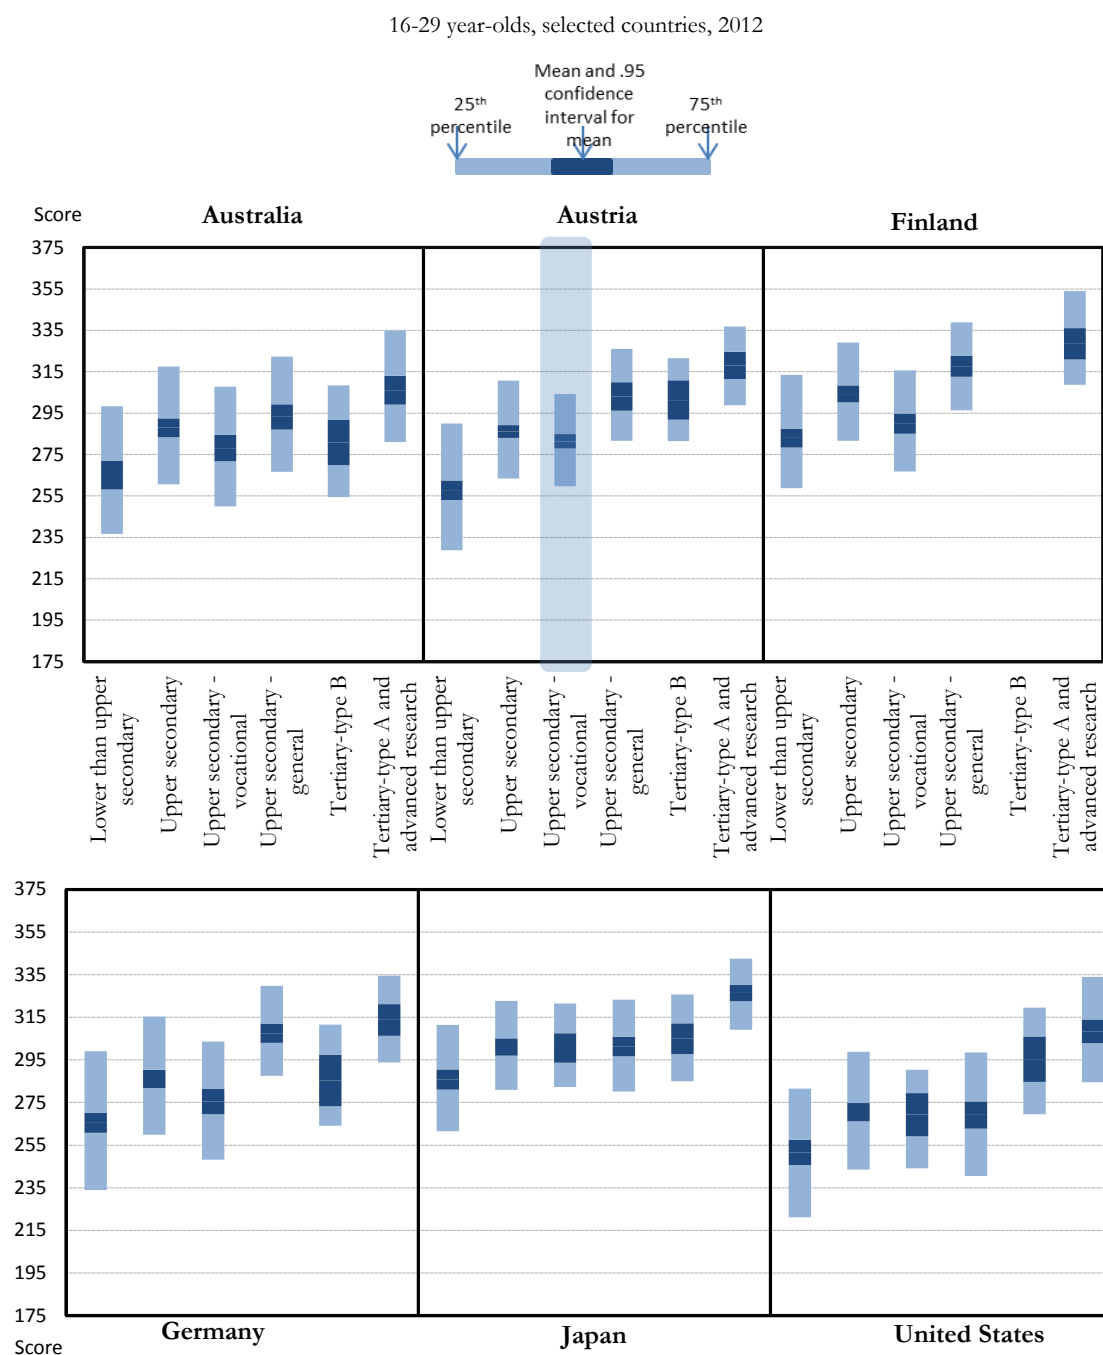 16-29 year-olds, selected countries, 2012
Mean and .95
confidence
interval for
mean
25th
percentile
75th
percentile
Score
Australia
Austria
Finland
375
355
335
315
295
275
255
235
215
195
175
Lower than upper
secondary
Upper secondary
Upper secondary -
vocational
Upper secondary -
general
Tertiary-type B
Tertiary-type A and
advanced research
Lower than upper
secondary
Upper secondary
Upper secondary -
vocational
Upper secondary -
general
Tertiary-type B
Tertiary-type A and
advanced research
Lower than upper
secondary
Upper secondary
Upper secondary -
vocational
Upper secondary -
general
Tertiary-type B
Tertiary-type A and
advanced research
375
355
335
315
295
275
255
235
215
195
175
Score
Germany
Japan
United States